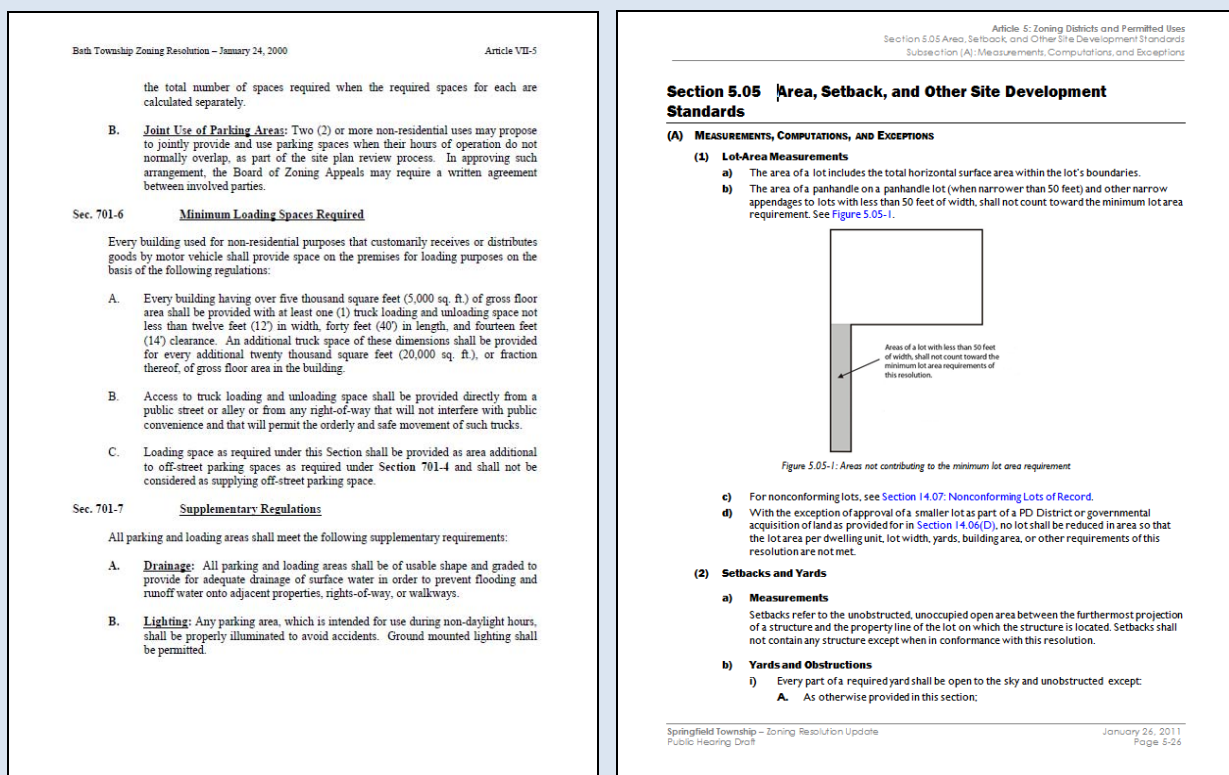 Bath Township Zoning Resolution – January 24, 2000 Article VII-5
the total number of spaces required when the required spaces for each are
calculated separately.
B. Joint Use of Parking Areas: Two (2) or more non-residential uses may propose
to jointly provide and use parking spaces when their hours of operation do not
normally overlap, as part of the site plan review process. In approving such
arrangement, the Board of Zoning Appeals may require a written agreement
between involved parties.
Sec. 701-6 Minimum Loading Spaces Required
Every building used for non-residential purposes that customarily receives or distributes
goods by motor vehicle shall provide space on the premises for loading purposes on the
basis of the following regulations:
A. Every building having over five thousand square feet (5,000 sq. ft.) of gross floor
area shall be provided with at least one (1) truck loading and unloading space not
less than twelve feet (12') in width, forty feet (40') in length, and fourteen feet
(14') clearance. An additional truck space of these dimensions shall be provided
for every additional twenty thousand square feet (20,000 sq. ft.), or fraction
thereof, of gross floor area in the building.
B. Access to truck loading and unloading space shall be provided directly from a
public street or alley or from any right-of-way that will not interfere with public
convenience and that will permit the orderly and safe movement of such trucks.
C. Loading space as required under this Section shall be provided as area additional
to off-street parking spaces as required under Section 701-4 and shall not be
considered as supplying off-street parking space.
Sec. 701-7 Supplementary Regulations
All parking and loading areas shall meet the following supplementary requirements:
A. Drainage: All parking and loading areas shall be of usable shape and graded to
provide for adequate drainage of surface water in order to prevent flooding and
runoff water onto adjacent properties, rights-of-way, or walkways.
B. Lighting: Any parking area, which is intended for use during non-daylight hours,
shall be properly illuminated to avoid accidents. Ground mounted lighting shall
be permitted.
Article 5: Zoning Districts and Permitted Uses
Section 5.05 Area, Setback, and Other Site Development Standards
Subsection (A): Measurements, Computations, and Exceptions
Section 5.05 Area, Setback, and Other Site Development
Standards
(A) MEASUREMENTS, COMPUTATIONS, AND EXCEPTIONS
(1) Lot-Area Measurements
a) The area of a lot includes the total horizontal surface area within the lot's boundaries.
b) The area of a panhandle on a panhandle lot (when narrower than 50 feet) and other narrow
appendages to lots with less than 50 feet of width, shall not count toward the minimum lot area
requirement. See Figure 5.05-1.
Areas of a lot with less than 50 feet
of width, shall not count toward the
minimum lot area requirements of
this resolution.
Figure 5.05-1: Areas not contributing to the minimum lot area requirement
c) For nonconforming lots, see Section 14.07: Nonconforming Lots of Record.
d) With the exception of approval of a smaller lot as part of a PD District or governmental
acquisition of land as provided for in Section 14.06(D), no lot shall be reduced in area so that
the lot area per dwelling unit, lot width, yards, building area, or other requirements of this
resolution are not met.
(2) Setbacks and Yards
a) Measurements
Setbacks refer to the unobstructed, unoccupied open area between the furthermost projection
of a structure and the property line of the lot on which the structure is located. Setbacks shall
not contain any structure except when in conformance with this resolution.
b) Yards and Obstructions
i) Every part of a required yard shall be open to the sky and unobstructed except:
A. As otherwise provided in this section;
Springfield Township – Zoning Resolution Update January 26, 2011
Public Hearing Draft Page 5-26